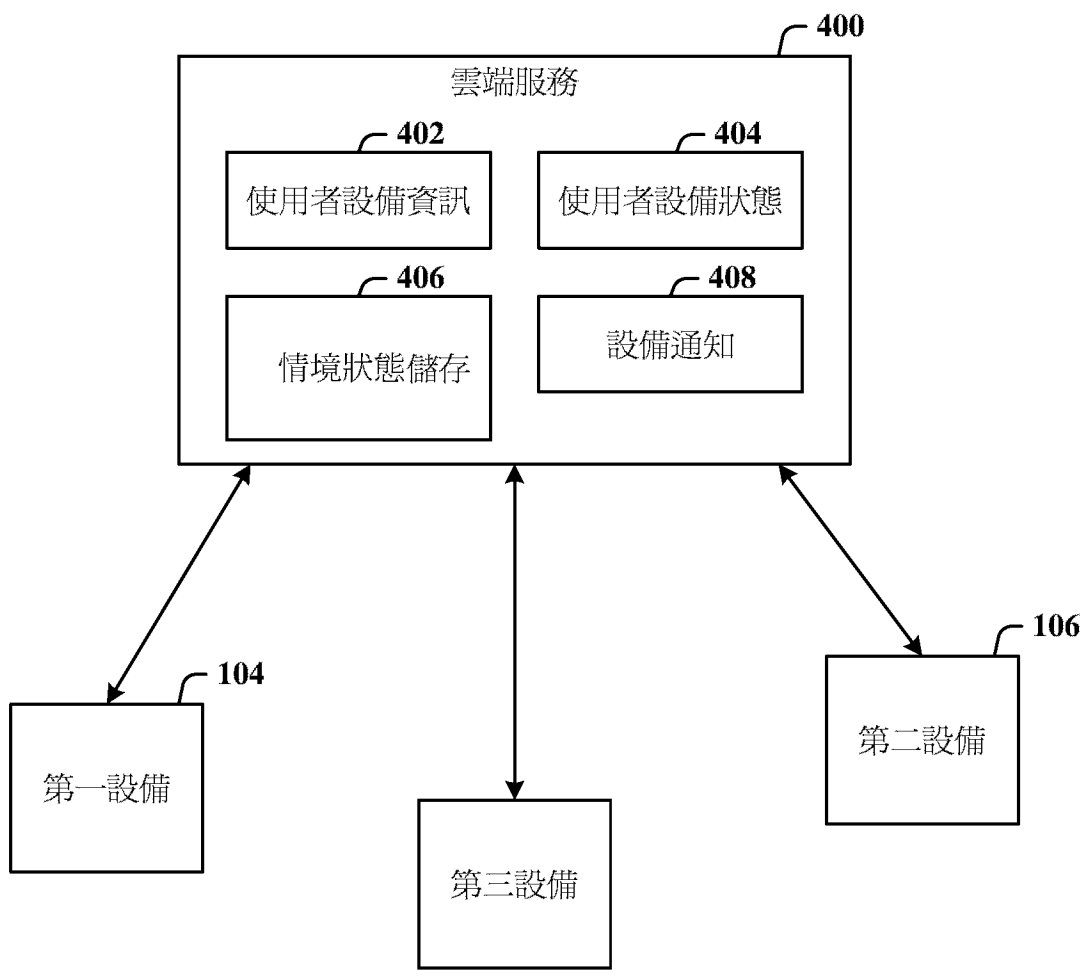 400
雲端服務
402
404
使用者設備資訊
使用者設備狀態
406
408
情境狀態儲存
設備通知
106
104
第二設備
第一設備
第三設備